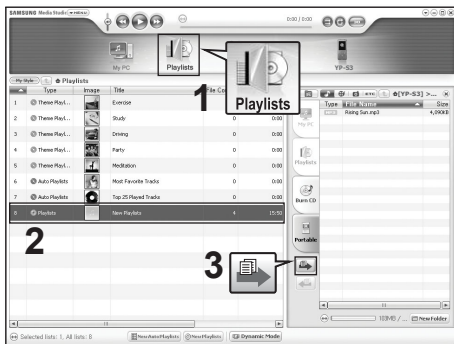 SAMSUNG Media Studio MENU
0:00 / 0:00
My PC
Playlists
YP-S3
1
Playlists
My Style Playlists
Type Image Title File Co
1 Theme Playl... Exercise 0 0:00
2 Theme Playl... Study 0 0:00
3 Theme Playl... Driving 0 0:00
4 Theme Playl... Party 0 0:00
5 Theme Playl... Meditation 0 0:00
6 Auto Playlists Most Favorite Tracks 0 0:00
7 Auto Playlists Top 25 Played Tracks 0 0:00
8 Playlists New Playlists 4 15:50
2
3
[YP-S3] >...
Type File Name Size
Rising Sun.mp3 4,090KB
My PC
Playlists
Burn CD
Portable
New Folder
Selected lists: 1, All lists: 8
New Auto Playlists
New Playlists
Dynamic Mode